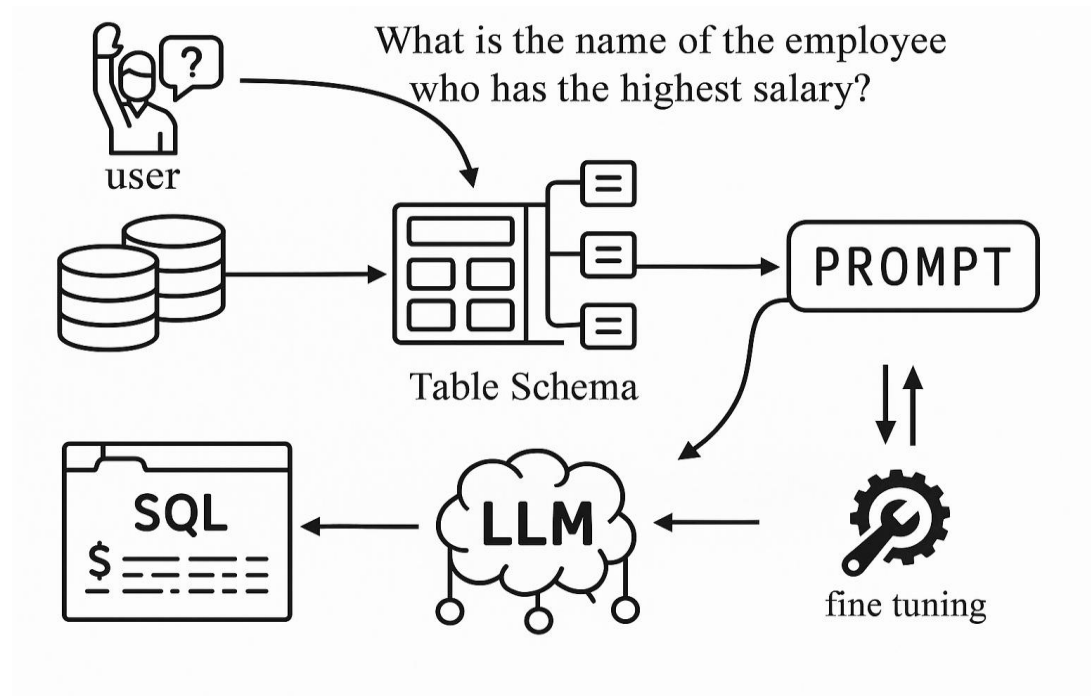 What is the name of the employee
who has the highest salary?
?
user
PROMPT
Table Schema
SQL
$
LLM
fine tuning